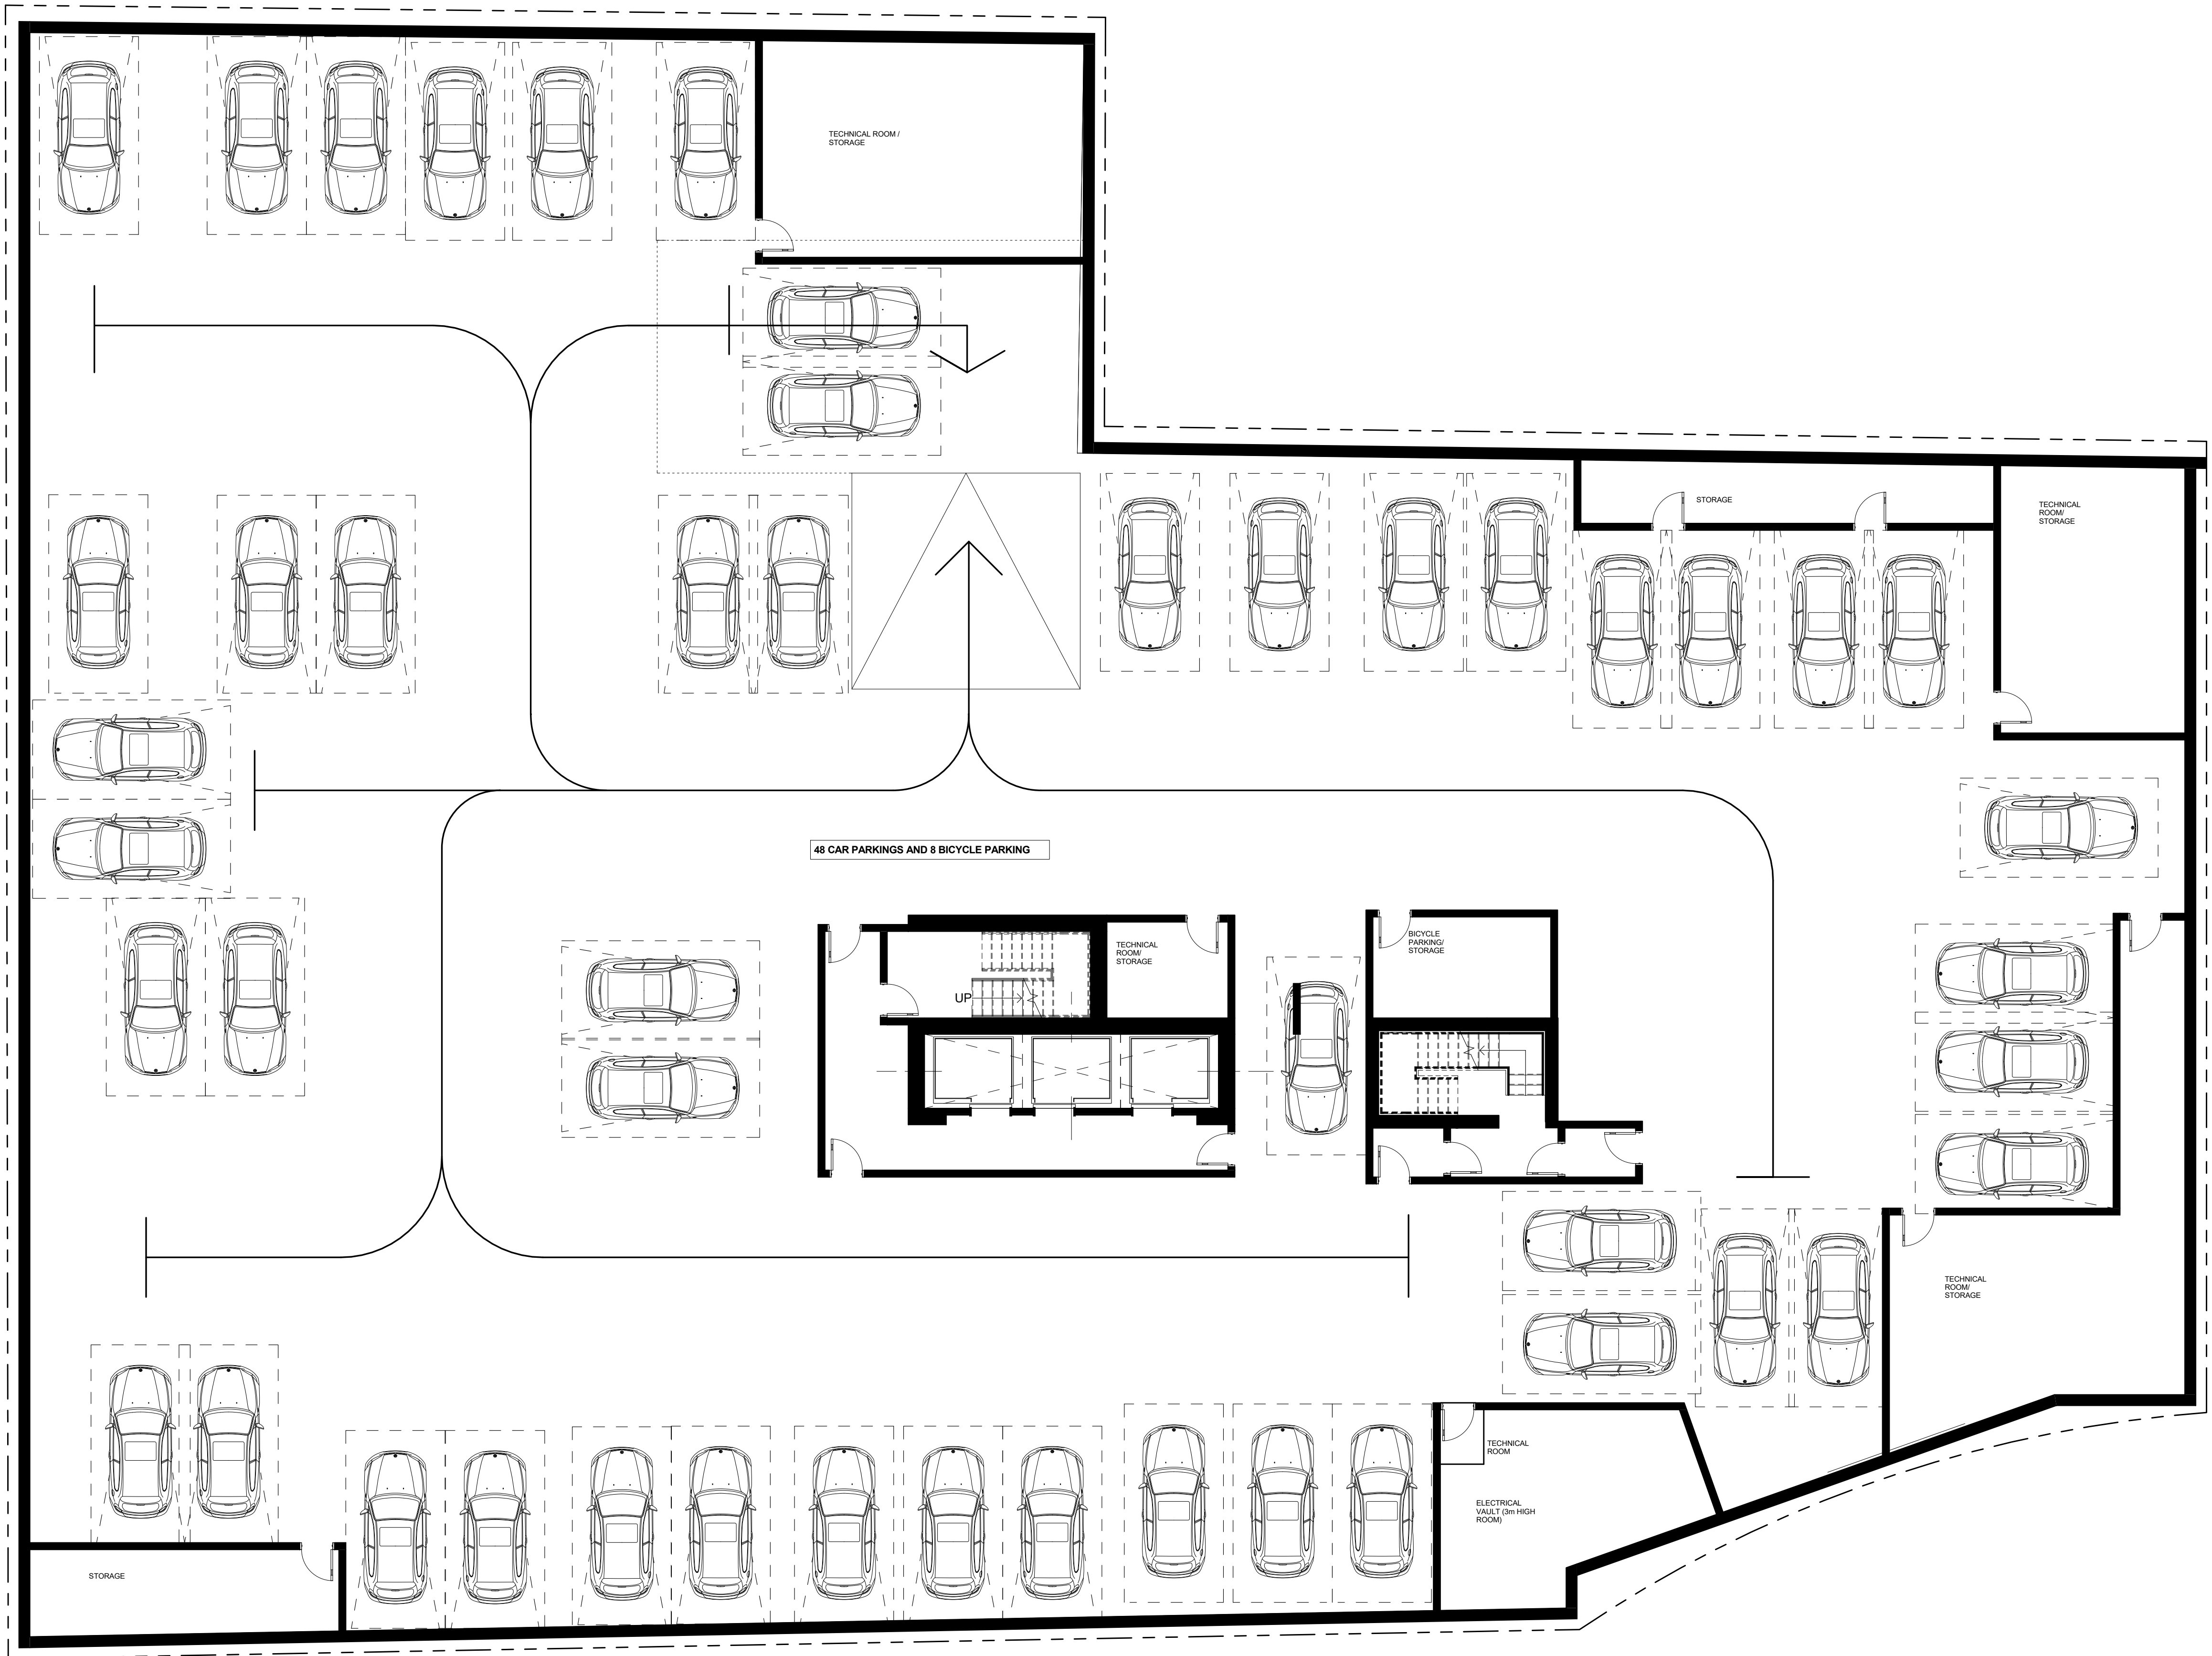 TECHNICAL ROOM /
STORAGE
STORAGE
TECHNICAL
ROOM/
STORAGE
48 CAR PARKINGS AND 8 BICYCLE PARKING
TECHNICAL
ROOM/
STORAGE
BICYCLE
PARKING/
STORAGE
UP
TECHNICAL
ROOM/
STORAGE
TECHNICAL
ROOM
ELECTRICAL
VAULT (3m HIGH
ROOM)
STORAGE